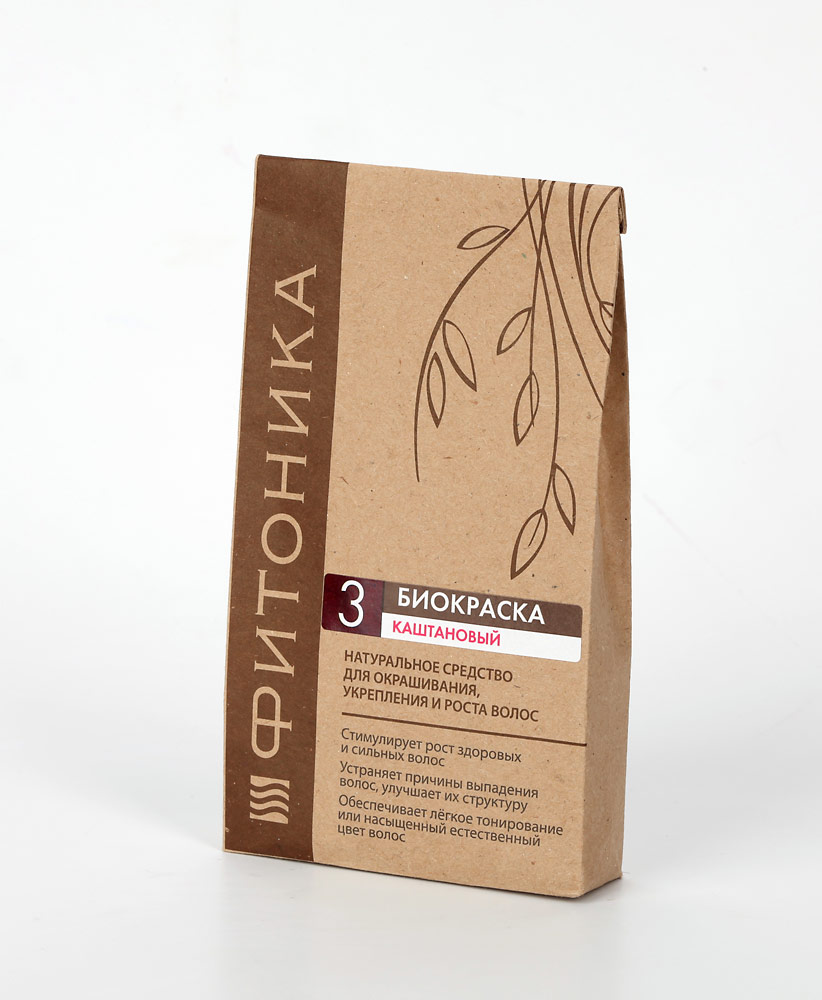 ФИТОНИКА
3
БИОКРАСКА
КАШТАНОВЫЙ
НАТУРАЛЬНОЕ СРЕДСТВО
ДЛЯ ОКРАШИВАНИЯ,
УКРЕПЛЕНИЯ И РОСТА ВОЛОС
Стимулирует рост здоровых
и сильных волос
Устраняет причины выпадения
волос, улучшает их структуру
Обеспечивает лёгкое тонирование
или насыщенный естественный
цвет волос